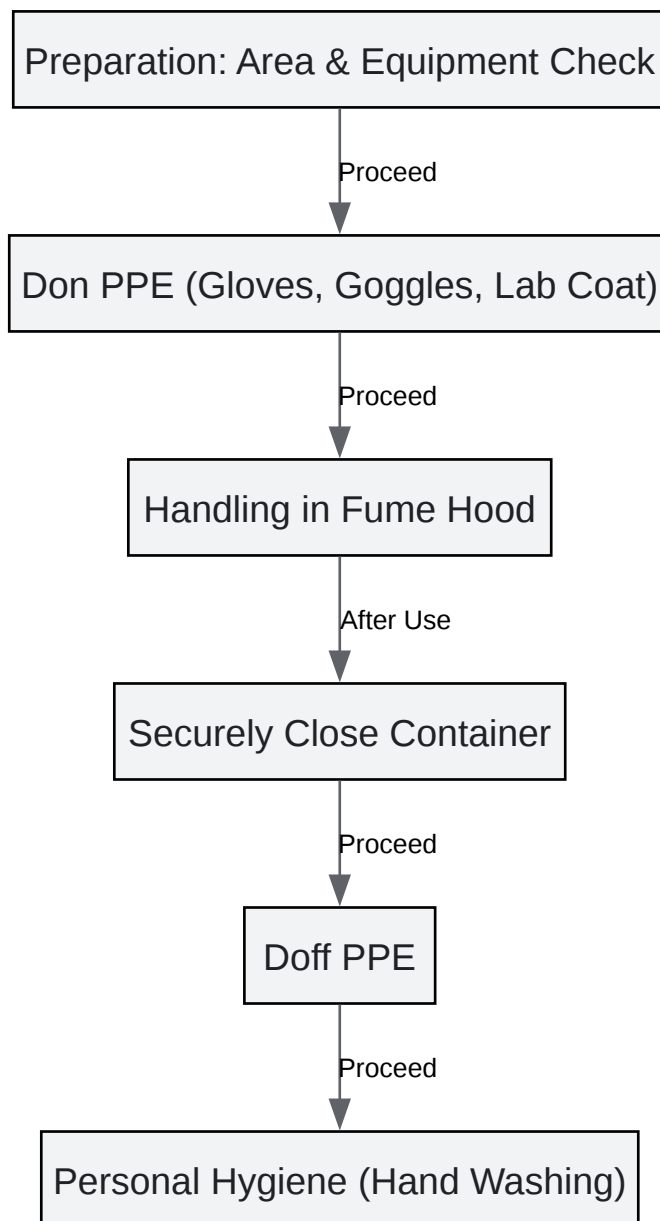 Preparation: Area & Equipment Check
Proceed
Don PPE (Gloves, Goggles, Lab Coat)
Proceed
Handling in Fume Hood
After Use
Securely Close Container
Proceed
Doff PPE
Proceed
Personal Hygiene (Hand Washing)